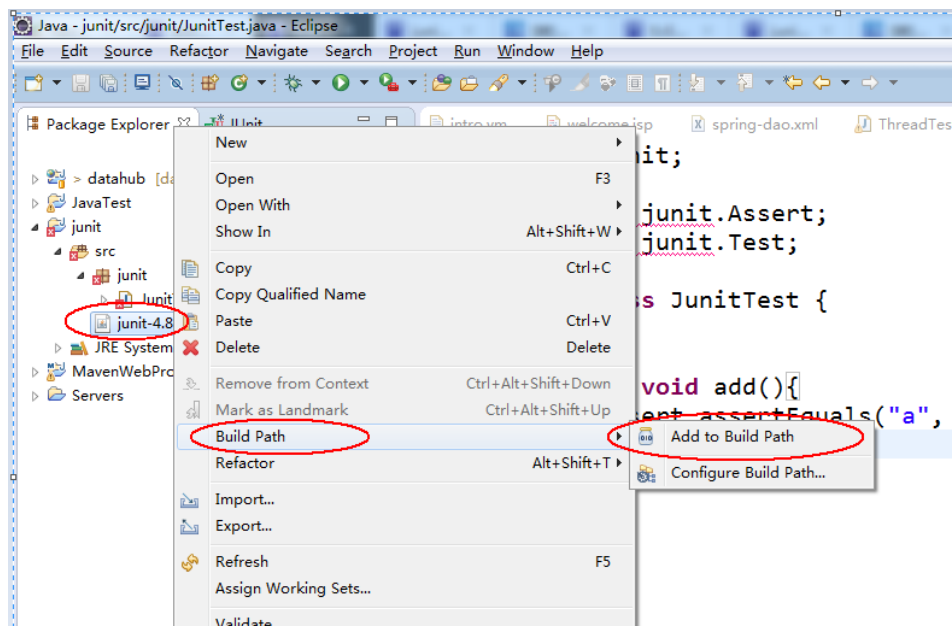 Java - junit/src/junit/JunitTest.java - Eclipse
File Edit Source Refactor Navigate Search Project Run Window Help
Package Explorer JUnit
intro.vm welcome.jsp spring-dao.xml ThreadTes
> datahub [da
JavaTest
junit
src
junit
Junit
junit-4.8
JRE System
MavenWebPro
Servers
New
Open F3
Open With
Show In Alt+Shift+W
Copy Ctrl+C
Copy Qualified Name
Paste Ctrl+V
Delete Delete
Remove from Context Ctrl+Alt+Shift+Down
Mark as Landmark Ctrl+Alt+Shift+Up
Build Path
Refactor Alt+Shift+T
Import...
Export...
Refresh F5
Assign Working Sets...
Validate
Add to Build Path
Configure Build Path...
nit;
junit.Assert;
junit.Test;
ss JunitTest {
void add(){
sert.assertEquals("a",